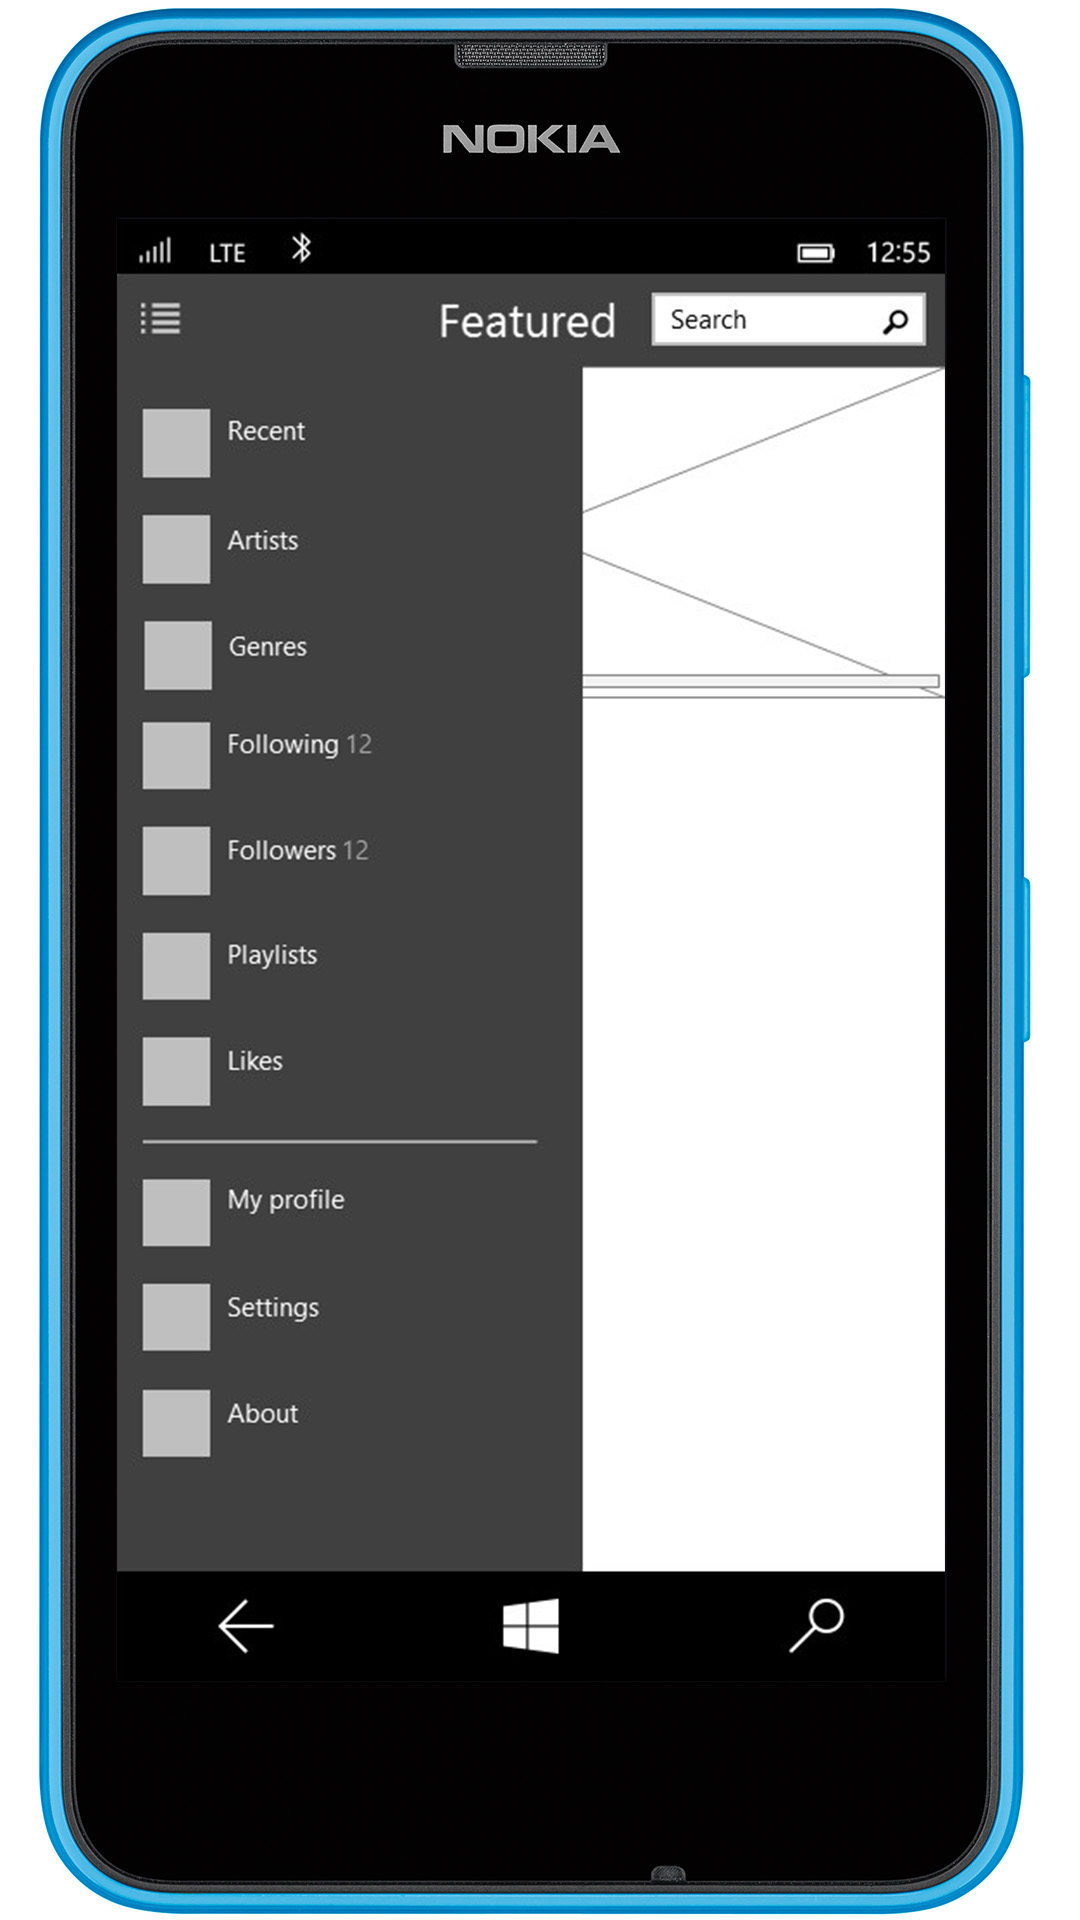 NOKIA
LTE 12:55
Featured Search
Recent
Artists
Genres
Following 12
Followers 12
Playlists
Likes
My profile
Settings
About